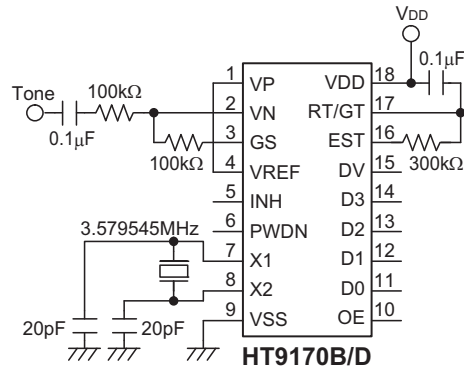 VDD
Tone
0.1μF
100kΩ
100kΩ
1 VP
2 VN
3 GS
4 VREF
5 INH
6 PWDN
7 X1
8 X2
9 VSS
VDD 18
RT/GT 17
EST 16
DV 15
D3 14
D2 13
D1 12
D0 11
OE 10
0.1μF
300kΩ
3.579545MHz
20pF
20pF
HT9170B/D